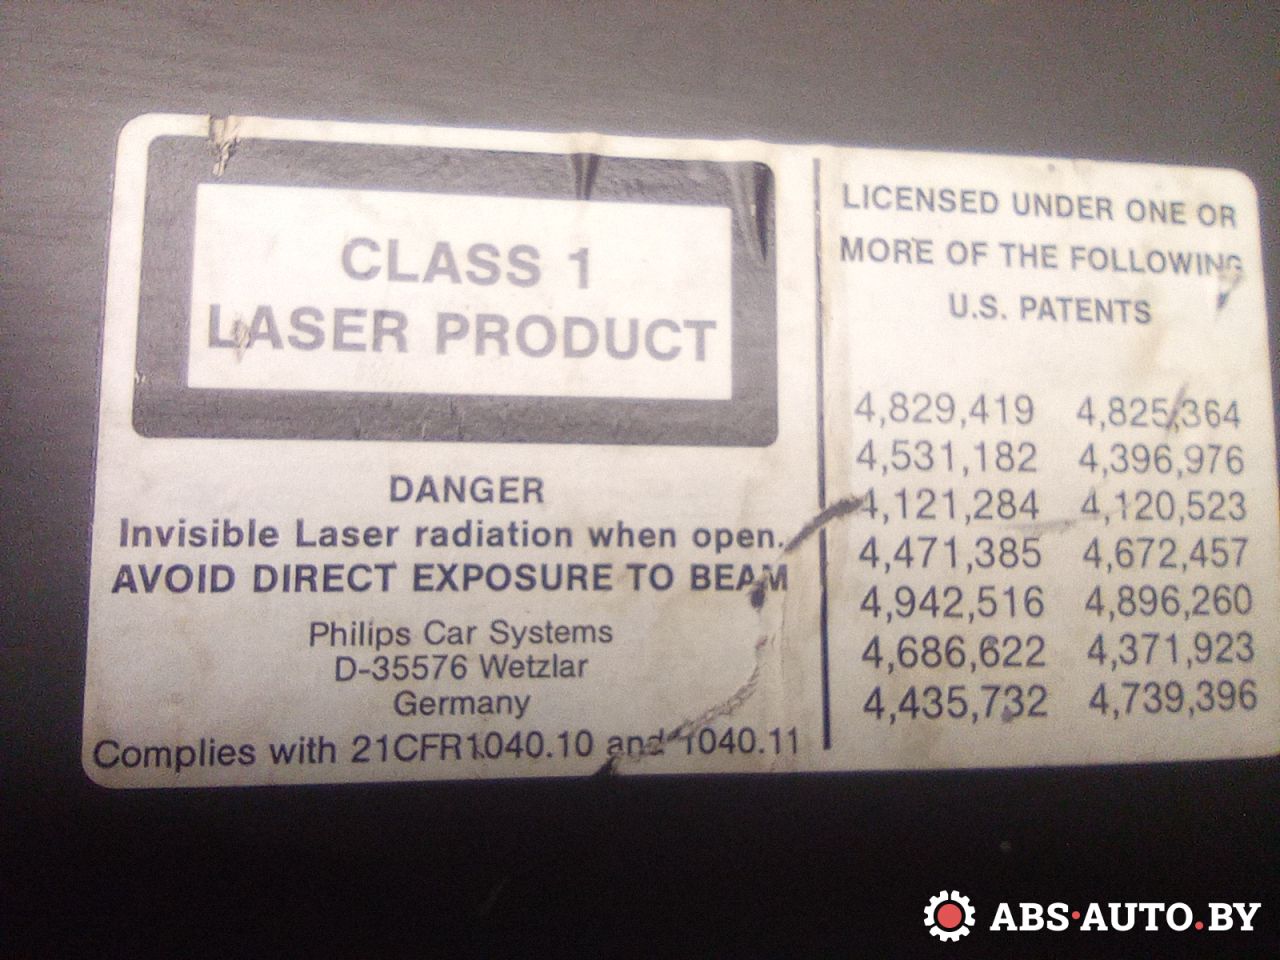 CLASS 1
LASER PRODUCT
DANGER
Invisible Laser radiation when open.
AVOID DIRECT EXPOSURE TO BEAM
Philips Car Systems
D-35576 Wetzlar
Germany
Complies with 21CFR1040.10 and 1040.11
LICENSED UNDER ONE OR
MORE OF THE FOLLOWING
U.S. PATENTS
4,829,419 4,825,364
4,531,182 4,396,976
4,121,284 4,120,523
4,471,385 4,672,457
4,942,516 4,896,260
4,686,622 4,371,923
4,435,732 4,739,396
ABS·AUTO.BY